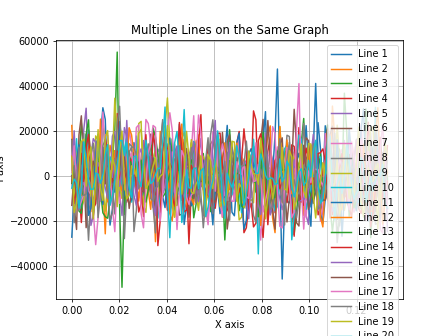 Multiple Lines on the Same Graph
60000
40000
20000
0
−20000
−40000
0.00
0.02
0.04
0.06
0.08
0.10
X axis
Line 1
Line 2
Line 3
Line 4
Line 5
Line 6
Line 7
Line 8
Line 9
Line 10
Line 11
Line 12
Line 13
Line 14
Line 15
Line 16
Line 17
Line 18
Line 19
Line 20